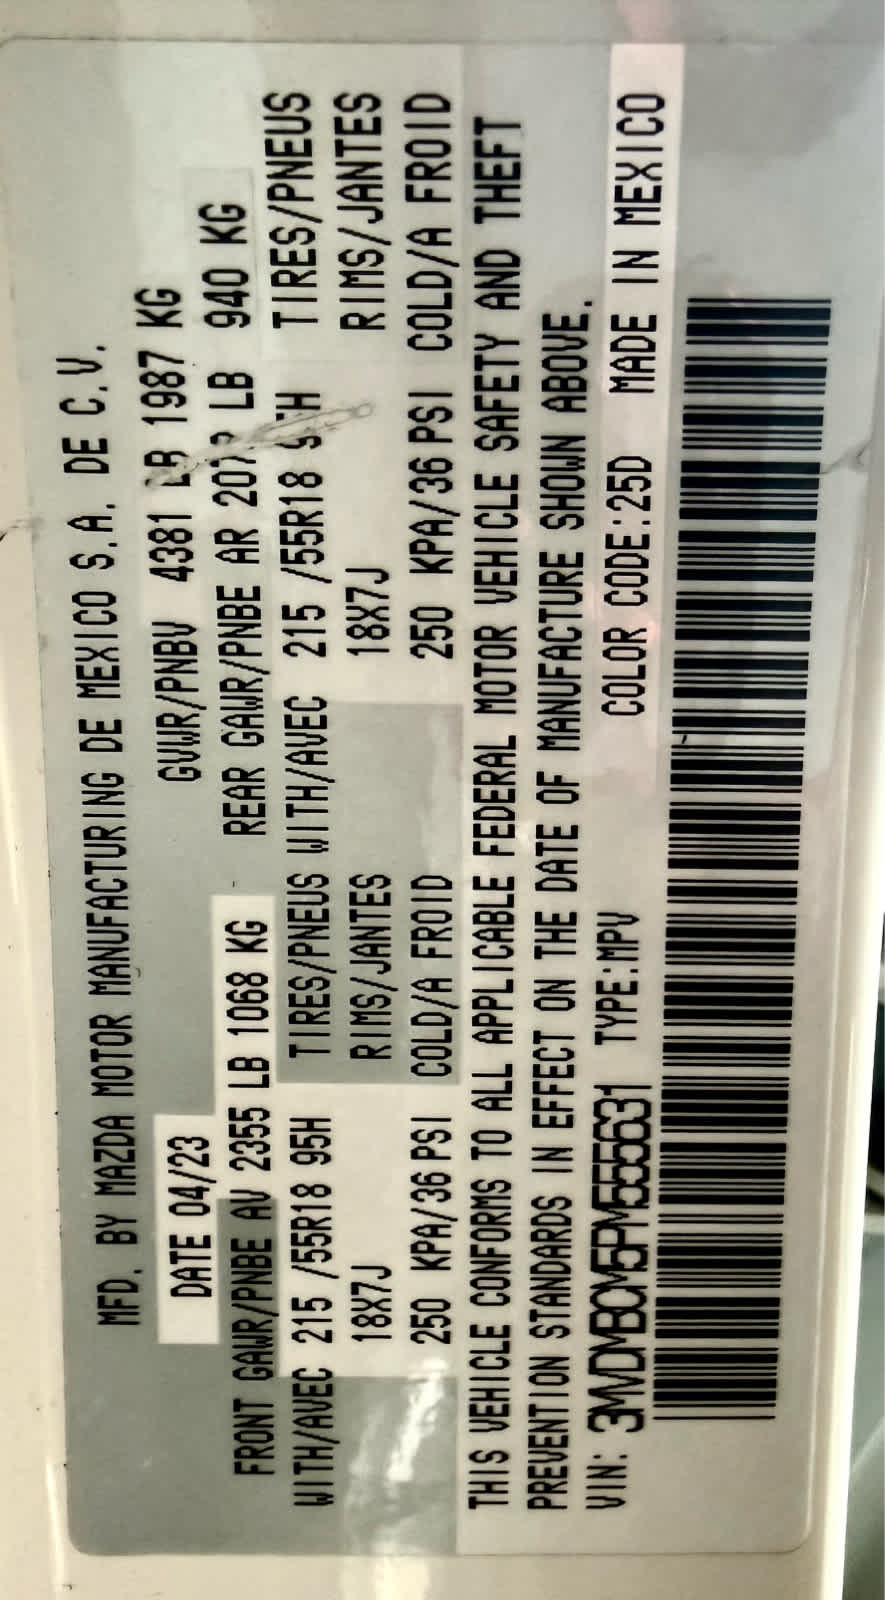 MFD. BY MAZDA MOTOR MANUFACTURING DE MEXICO S.A. DE C.V.
DATE 04/23 GVWR/PNBV 4381 LB 1987 KG
FRONT GAWR/PNBE AV 2355 LB 1068 KG REAR GAWR/PNBE AR LB 940 KG
WITH/AVEC 215 /55R18 95H TIRES/PNEUS WITH/AVEC 215 /55R18 TIRES/PNEUS
18X7J RIMS/JANTES 18X7J RIMS/JANTES
250 KPA/36 PSI COLD/A FROID 250 KPA/36 PSI COLD/A FROID
THIS VEHICLE CONFORMS TO ALL APPLICABLE FEDERAL MOTOR VEHICLE SAFETY AND THEFT
PREVENTION STANDARDS IN EFFECT ON THE DATE OF MANUFACTURE SHOWN ABOVE.
VIN: 3MVDMBCM5PM555631 TYPE:MPV COLOR CODE:25D MADE IN MEXICO